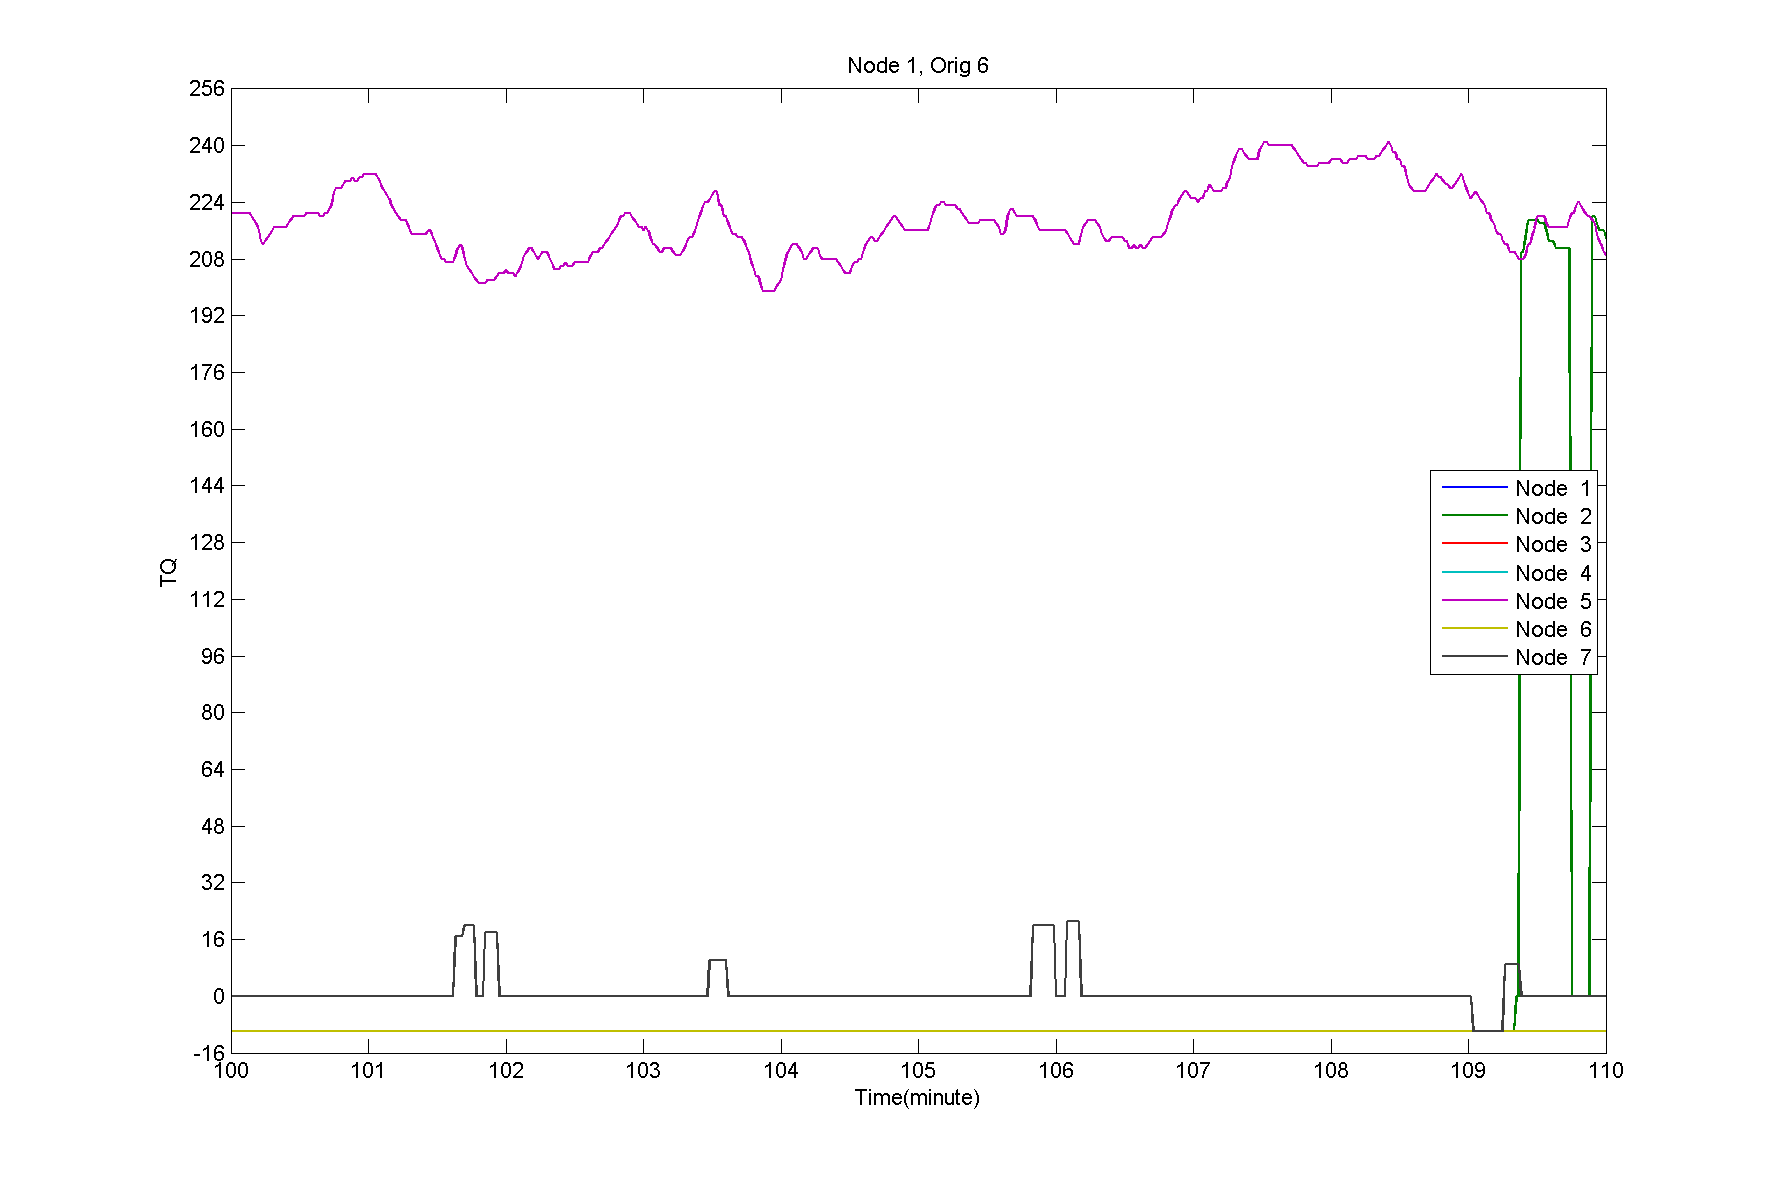 Node 1, Orig 6
256
240
224
208
192
176
160
144
128
112
96
80
64
48
32
16
0
-16
TQ
Node 1
Node 2
Node 3
Node 4
Node 5
Node 6
Node 7
100 101 102 103 104 105 106 107 108 109 110
Time(minute)